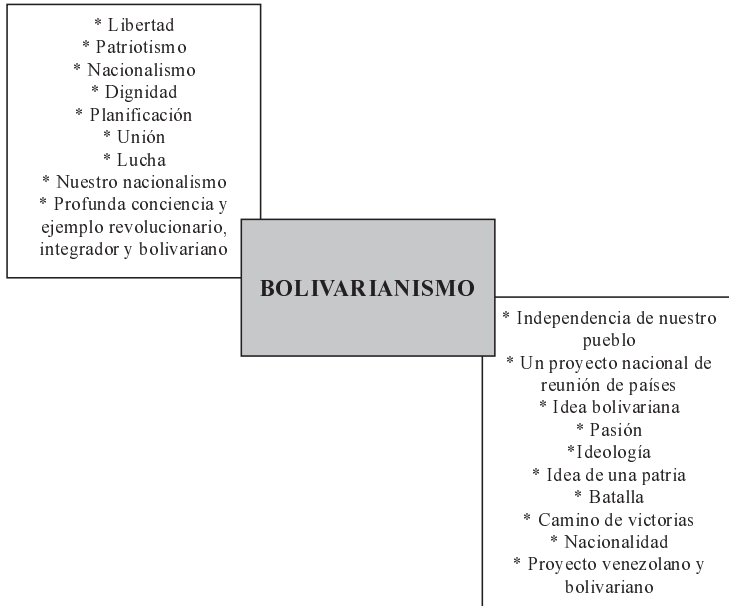 * Libertad
* Patriotismo
* Nacionalismo
* Dignidad
* Planificación
* Unión
* Lucha
* Nuestro nacionalismo
* Profunda conciencia y
ejemplo revolucionario,
integrador y bolivariano
BOLIVARIANISMO
* Independencia de nuestro
pueblo
* Un proyecto nacional de
reunión de países
* Idea bolivariana
* Pasión
*Ideología
* Idea de una patria
* Batalla
* Camino de victorias
* Nacionalidad
* Proyecto venezolano y
bolivariano